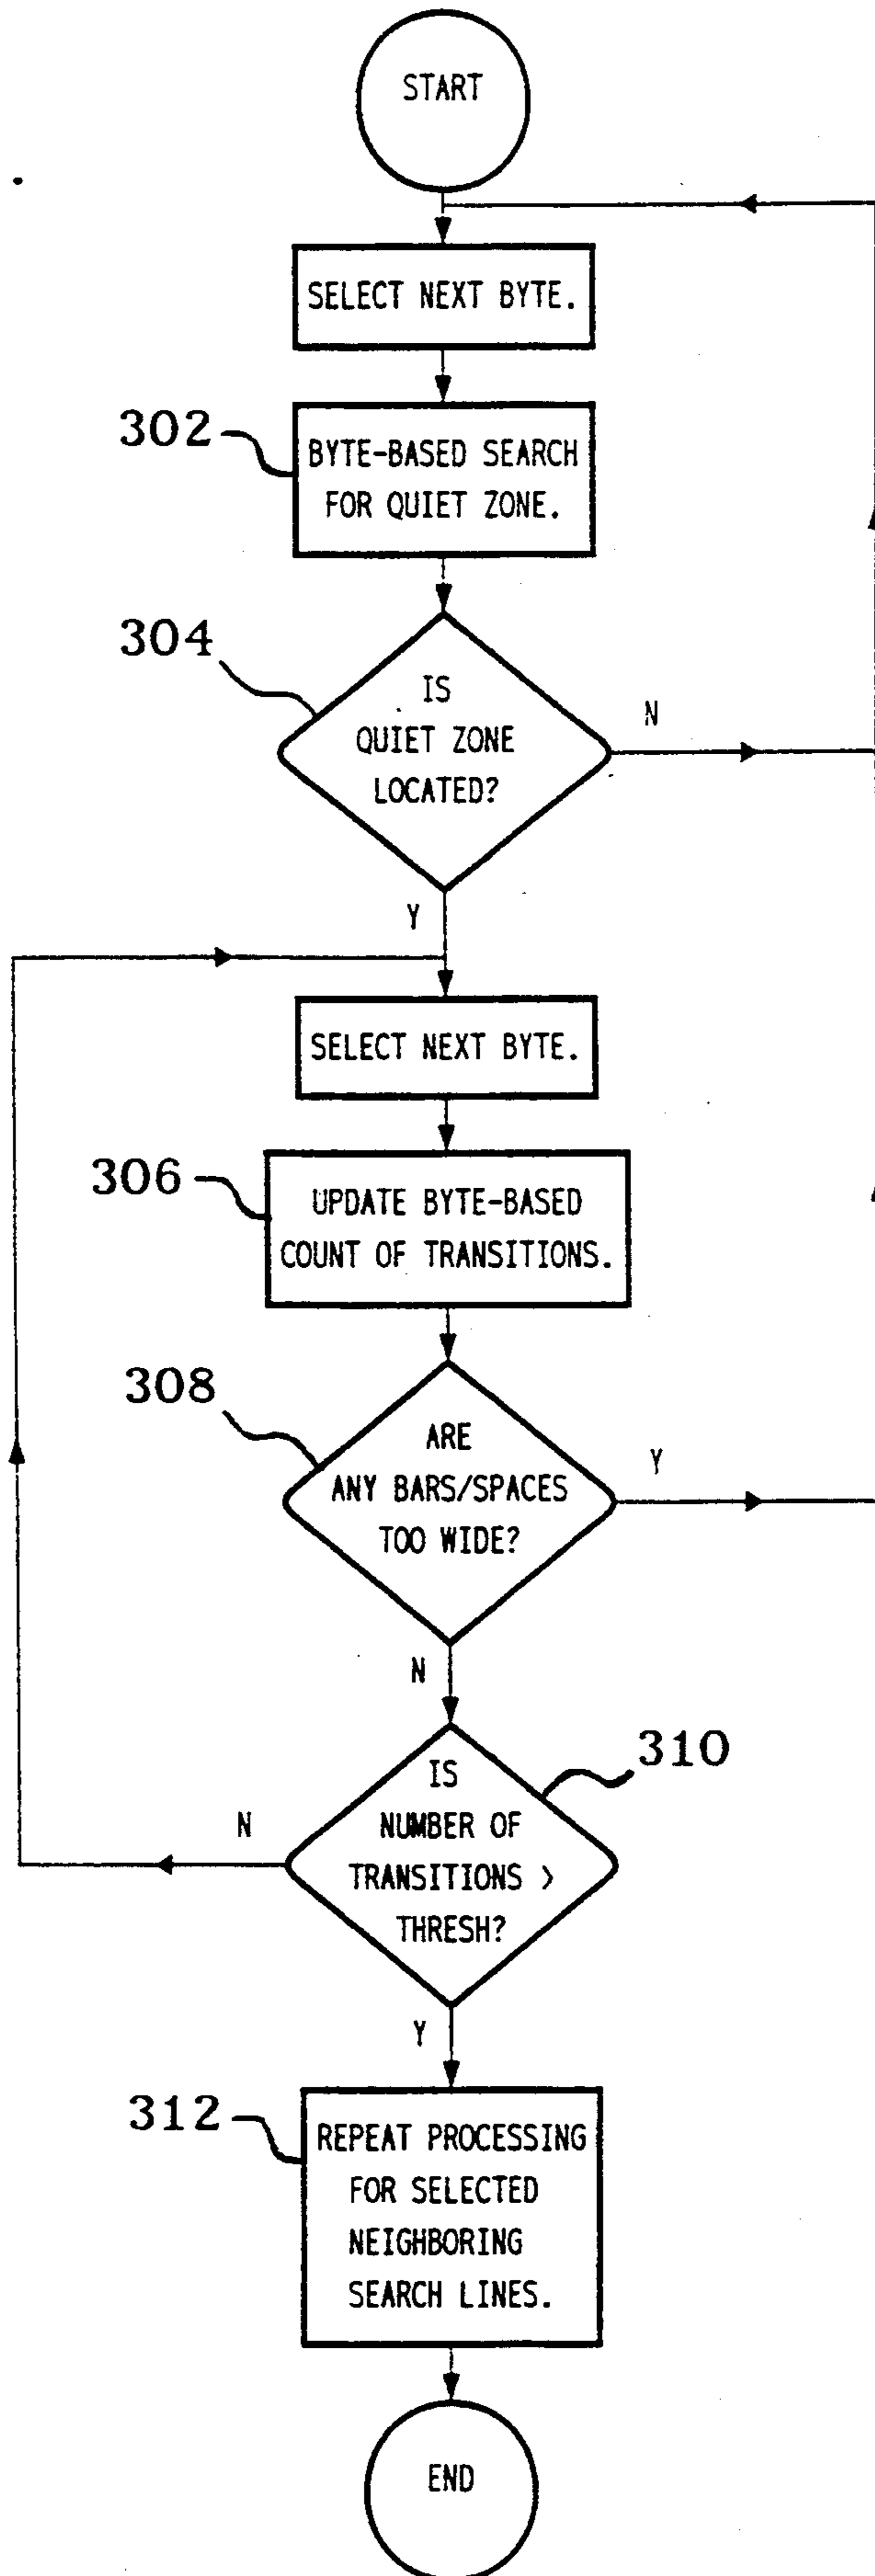 START
SELECT NEXT BYTE.
302
BYTE-BASED SEARCH
FOR QUIET ZONE.
304
IS
QUIET ZONE
LOCATED?
N
Y
SELECT NEXT BYTE.
306
UPDATE BYTE-BASED
COUNT OF TRANSITIONS.
308
ARE
ANY BARS/SPACES
TOO WIDE?
Y
N
310
IS
NUMBER OF
TRANSITIONS >
THRESH?
N
Y
312
REPEAT PROCESSING
FOR SELECTED
NEIGHBORING
SEARCH LINES.
END